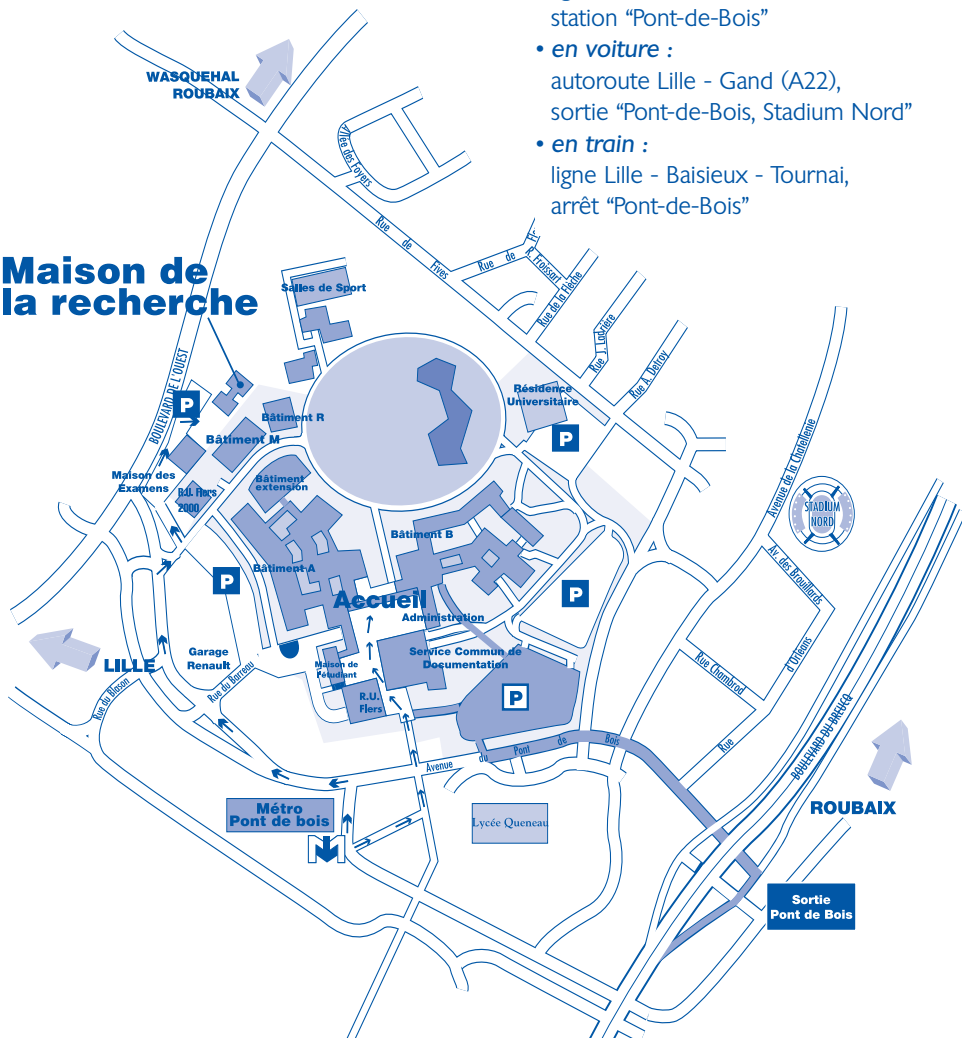 station “Pont-de-Bois”
• en voiture :
autoroute Lille - Gand (A22),
sortie “Pont-de-Bois, Stadium Nord”
• en train :
ligne Lille - Baisieux - Tournai,
arrêt “Pont-de-Bois”
WASQUEHAL
ROUBAIX
Allée des Foyers
Rue de Fives
Rue de
R. Froissart
Rue de la Flèche
Rue J. Ladrière
Rue A. Detroy
Maison de
la recherche
Salles de Sport
BOULEVARD DE L'OUEST
P
Bâtiment R
Bâtiment M
Résidence
Universitaire
P
Avenue de la Chatellenie
STADIUM
NORD
Maison des
Examens
R.U. Flers
2000
Bâtiment
extension
Bâtiment B
Bâtiment A
P
P
Accueil
Administration
Av. des Brouillards
LILLE
Garage
Renault
Maison de
l'étudiant
Service Commun de
Documentation
Rue Chambrod
Rue d'Orléans
Rue du Blason
Rue du Barreau
R.U.
Flers
P
Avenue du Pont de Bois
BOULEVARD DU BREUCQ
ROUBAIX
Métro
Pont de bois
M
Lycée Queneau
Sortie
Pont de Bois